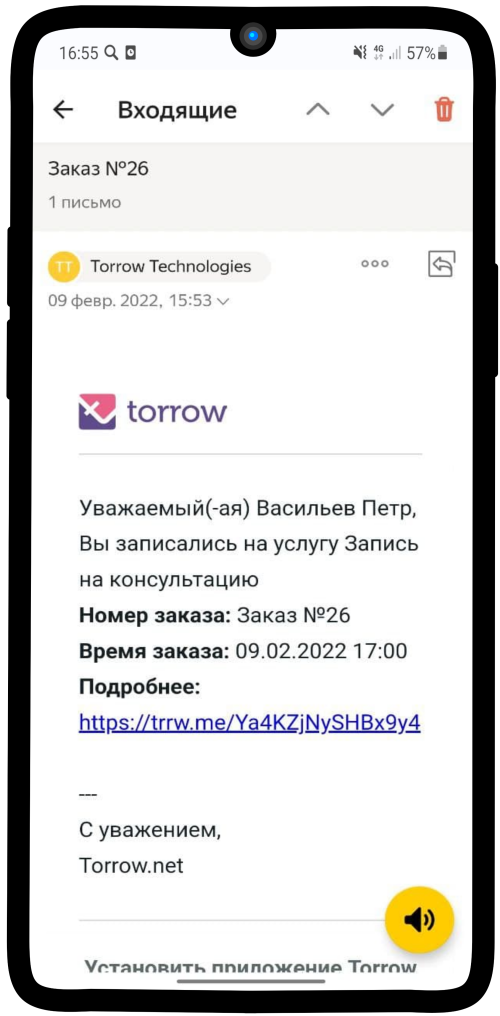 16:55 4G 57%
Входящие
Заказ №26
1 письмо
TT Torrow Technologies
09 февр. 2022, 15:53
torrow
Уважаемый(-ая) Васильев Петр,
Вы записались на услугу Запись
на консультацию
Номер заказа: Заказ №26
Время заказа: 09.02.2022 17:00
Подробнее:
https://trrw.me/Ya4KZjNySHBx9y4
---
С уважением,
Torrow.net
Установить приложение Torrow